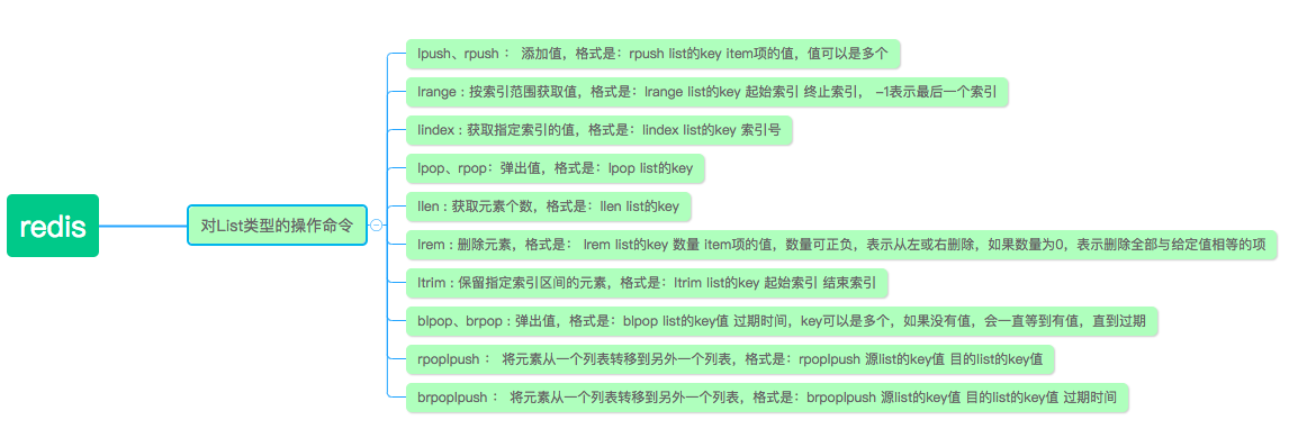 redis
对List类型的操作命令
lpush、rpush： 添加值，格式是：rpush list的key item项的值，值可以是多个
lrange : 按索引范围获取值，格式是：lrange list的key 起始索引 终止索引， -1表示最后一个索引
lindex : 获取指定索引的值，格式是：lindex list的key 索引号
lpop、rpop：弹出值，格式是：lpop list的key
llen : 获取元素个数，格式是：llen list的key
lrem : 删除元素，格式是： lrem list的key 数量 item项的值，数量可正负，表示从左或右删除，如果数量为0，表示删除全部与给定值相等的项
ltrim : 保留指定索引区间的元素，格式是：ltrim list的key 起始索引 结束索引
blpop、brpop : 弹出值，格式是：blpop list的key值 过期时间，key可以是多个，如果没有值，会一直等到有值，直到过期
rpoplpush： 将元素从一个列表转移到另外一个列表，格式是：rpoplpush 源list的key值 目的list的key值
brpoplpush： 将元素从一个列表转移到另外一个列表，格式是：brpoplpush 源list的key值 目的list的key值 过期时间